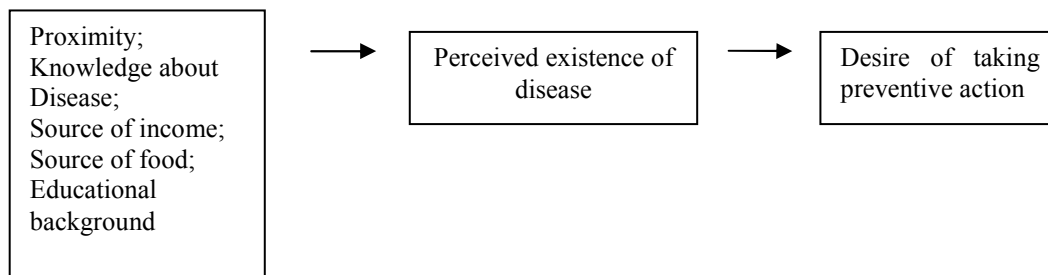 Proximity;
Knowledge about
Disease;
Source of income;
Source of food;
Educational
background
Perceived existence of
disease
Desire of taking
preventive action